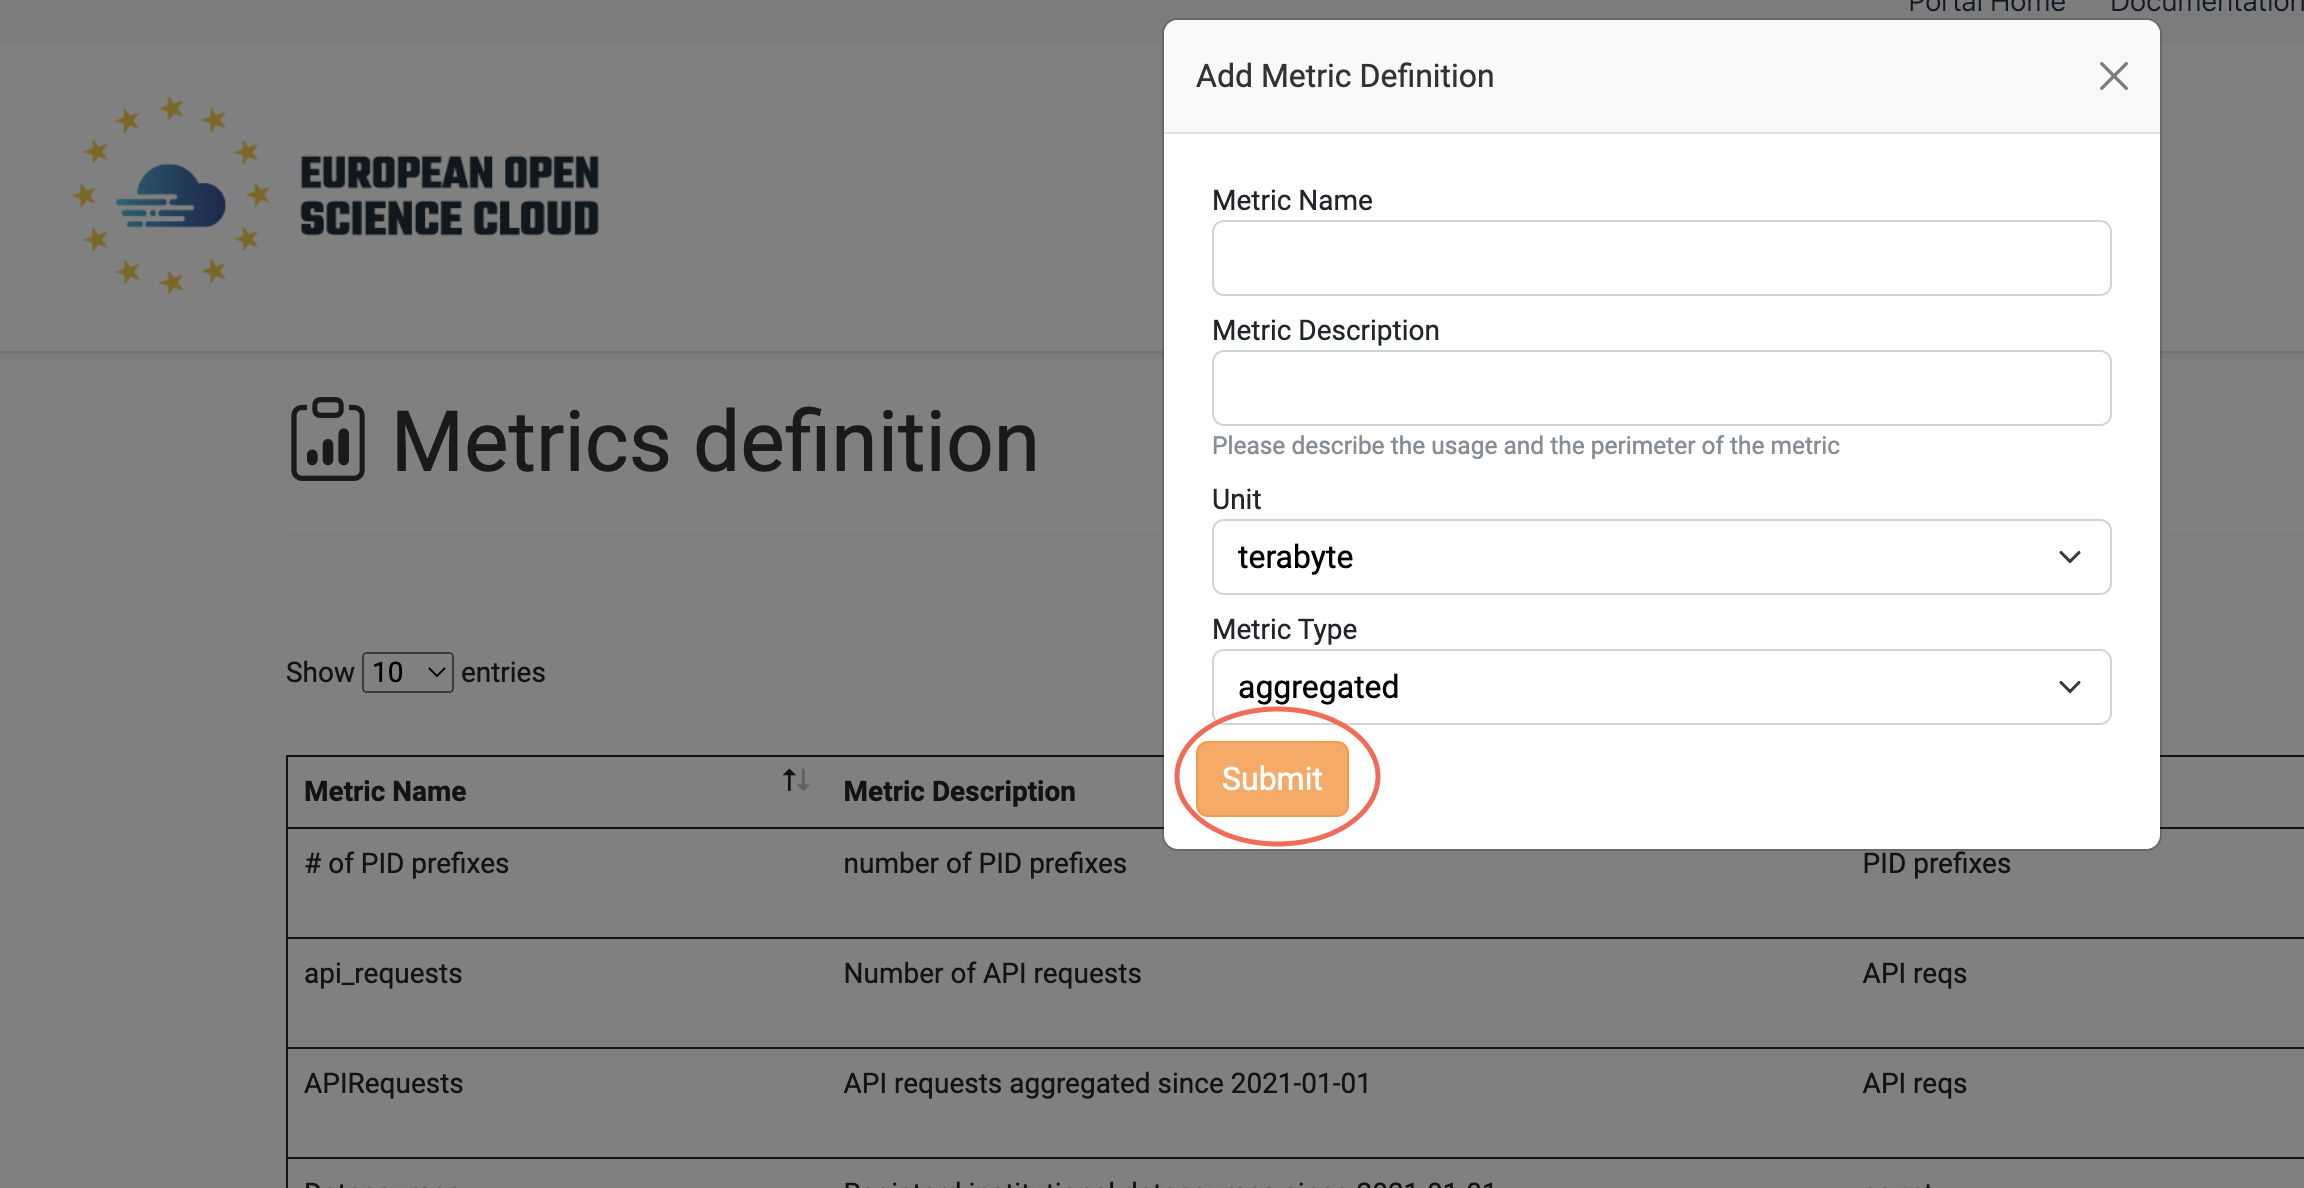 Portal Home Documentation
EUROPEAN OPEN
SCIENCE CLOUD
Metrics definition
Show 10 entries
Metric Name Metric Description
# of PID prefixes number of PID prefixes PID prefixes
api_requests Number of API requests API reqs
APIRequests API requests aggregated since 2021-01-01 API reqs
Add Metric Definition
Metric Name
Metric Description
Please describe the usage and the perimeter of the metric
Unit
terabyte
Metric Type
aggregated
Submit